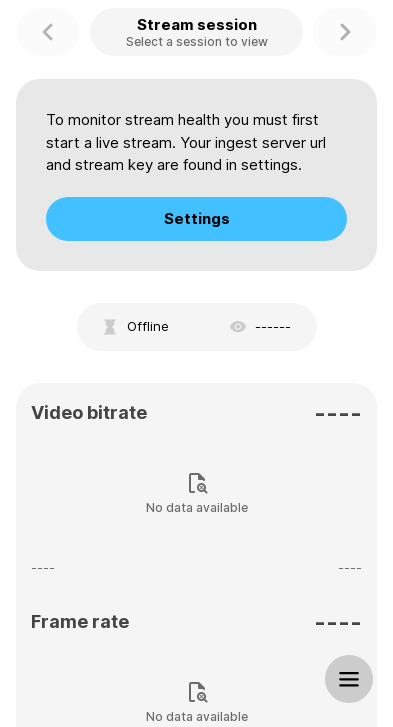 Stream session
Select a session to view
To monitor stream health you must first
start a live stream. Your ingest server url
and stream key are found in settings.
Settings
Offline ------
Video bitrate ----
No data available
---- ----
Frame rate ----
No data available